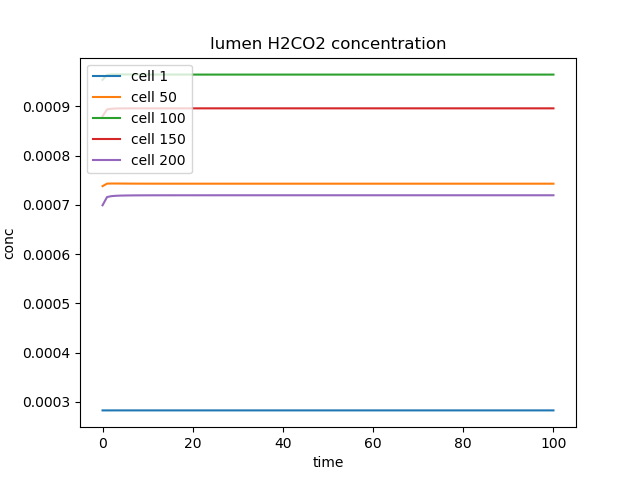 lumen H2CO2 concentration
cell 1
cell 50
cell 100
cell 150
cell 200
conc
0.0009
0.0008
0.0007
0.0006
0.0005
0.0004
0.0003
0 20 40 60 80 100
time